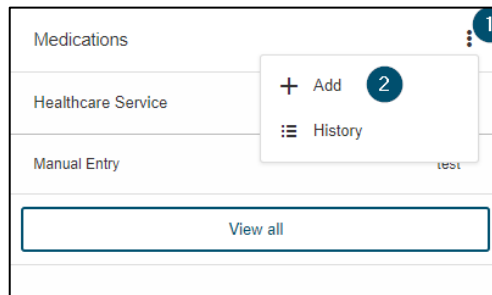 Medications
1
+ Add 2
Healthcare Service
History
Manual Entry test
View all